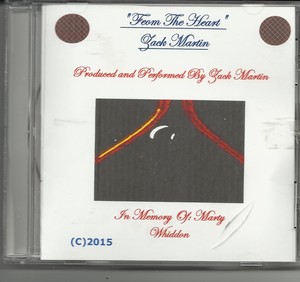 "From The Heart"
Zack Martin
Produced and Performed By Zack Martin
In Memory Of: Marty
Whiddon
(C)2015